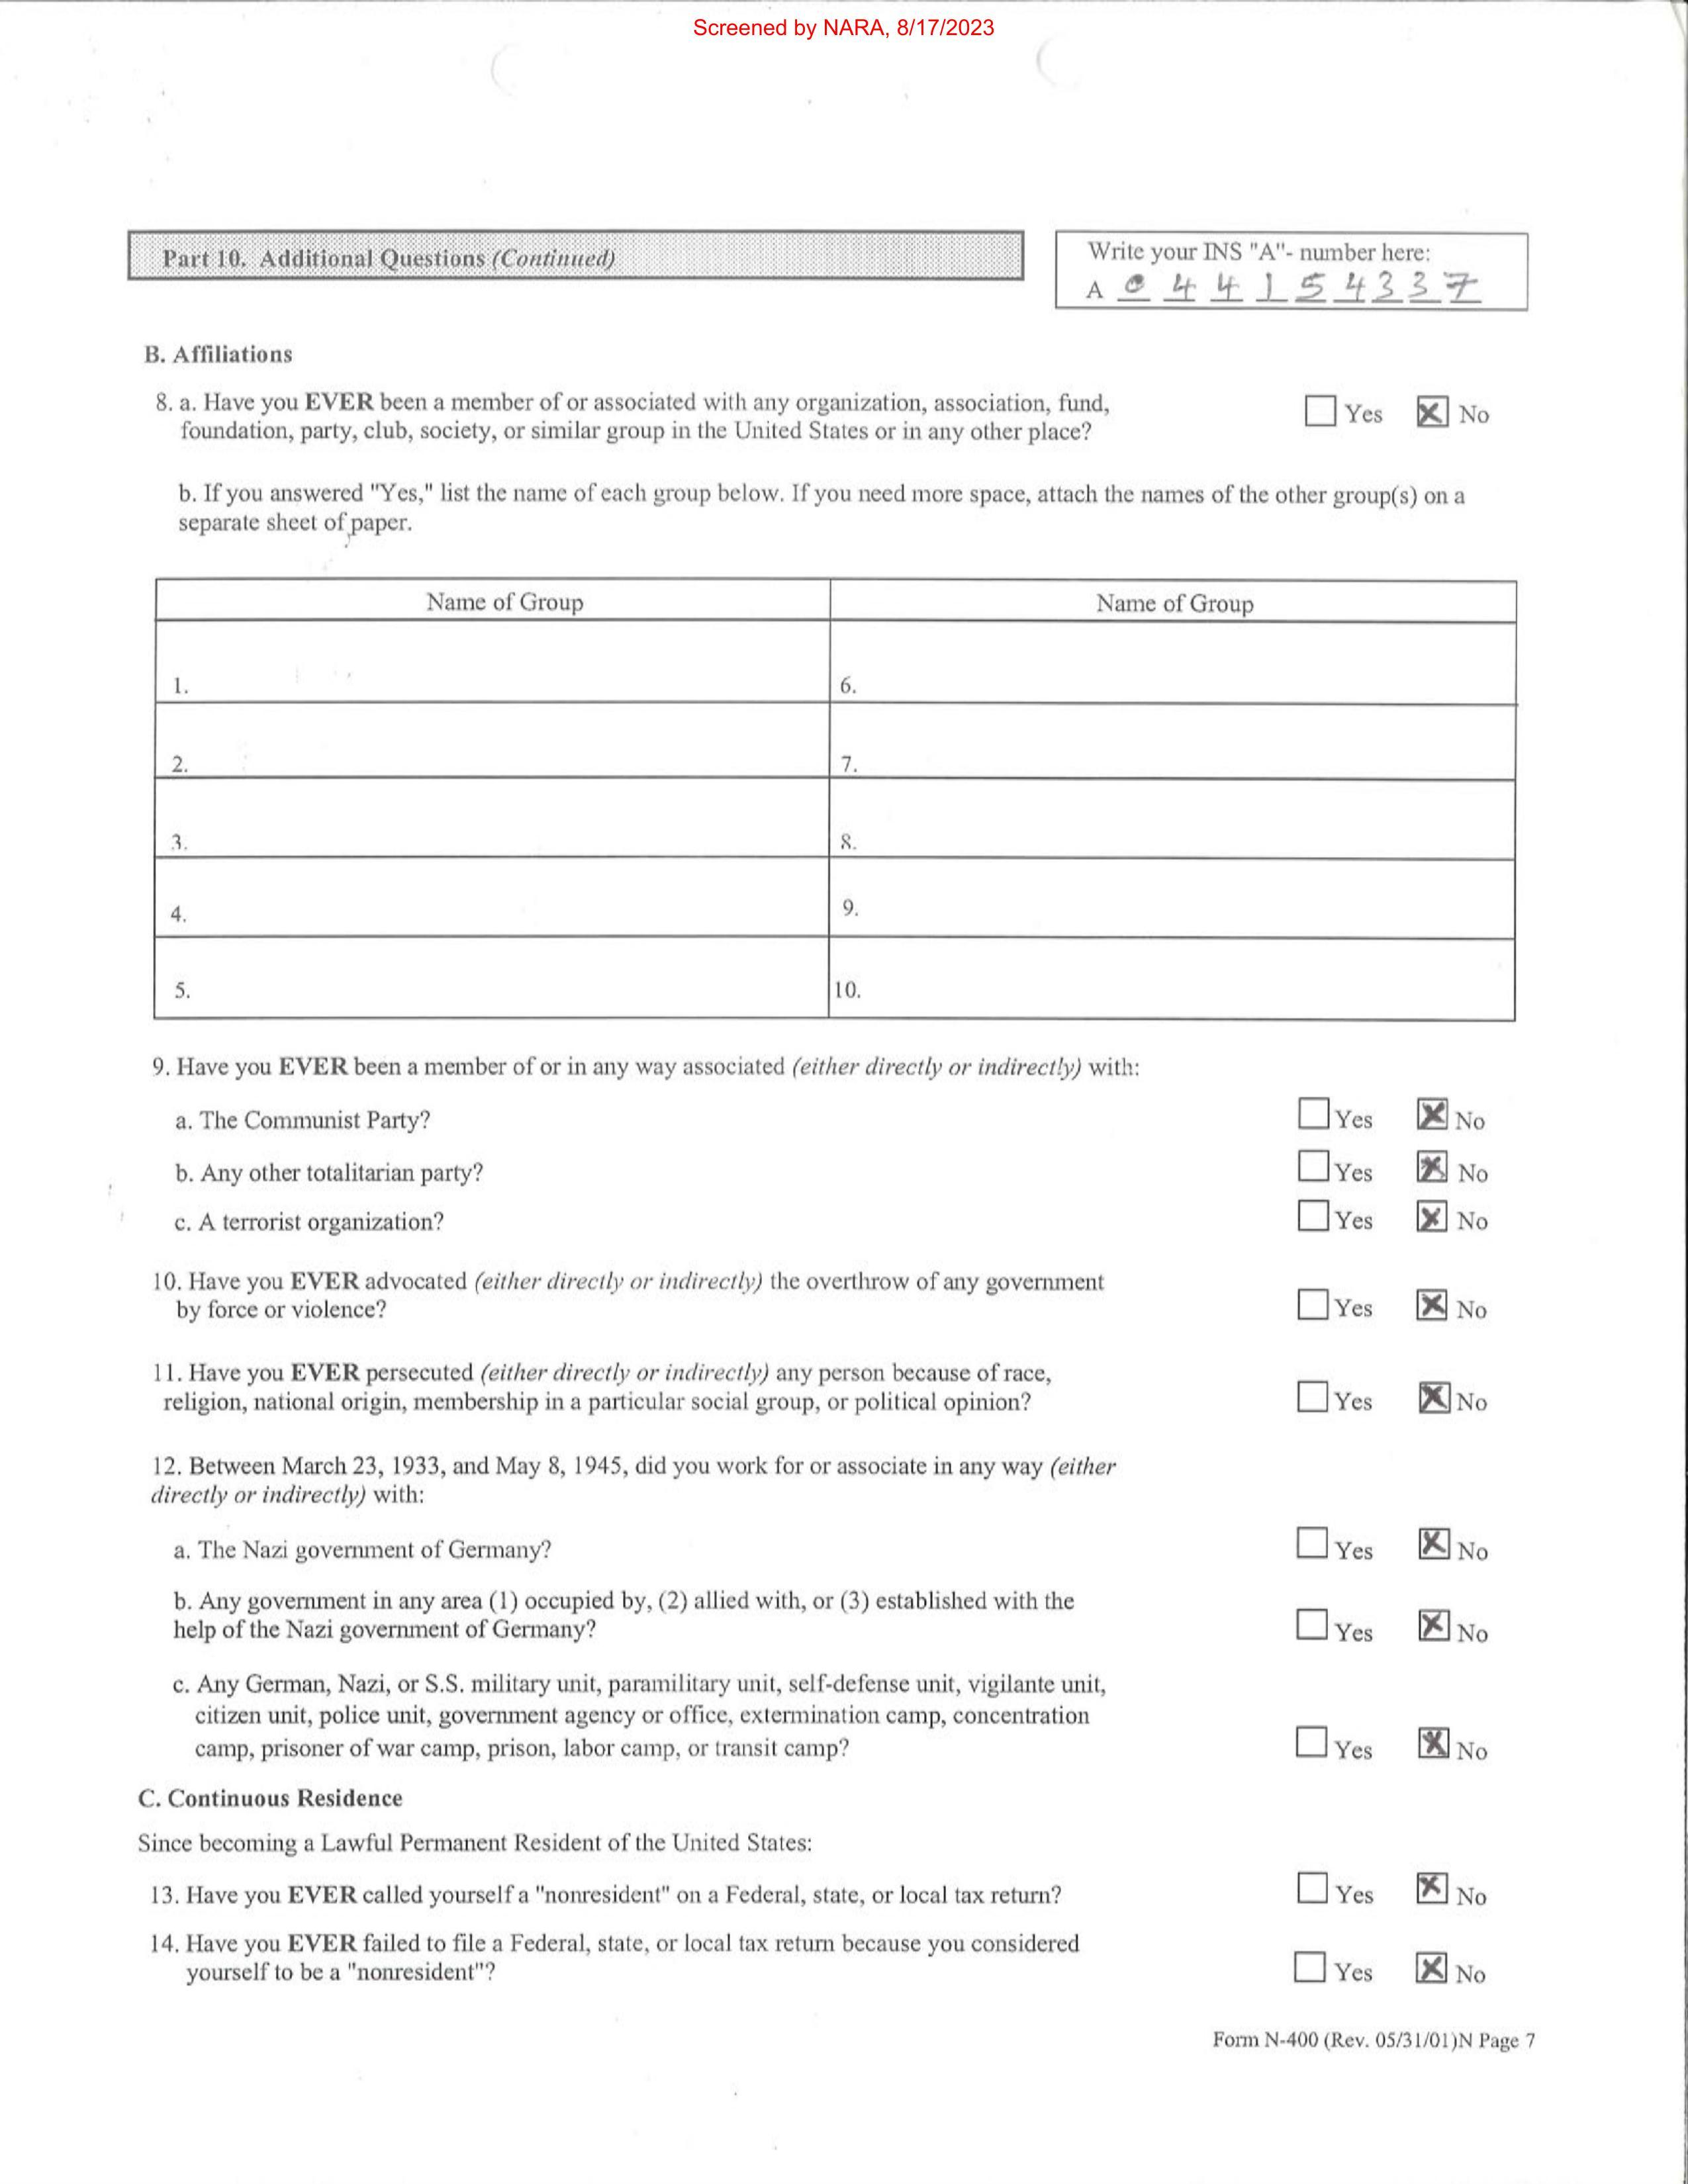 Screened by NARA, 8/17/2023
Part 10. Additional Questions (Continued)
Write your INS "A"- number here:
A 0 4 4 1 5 4 3 3 7
B. Affiliations
8. a. Have you EVER been a member of or associated with any organization, association, fund,
foundation, party, club, society, or similar group in the United States or in any other place?
Yes No
b. If you answered "Yes," list the name of each group below. If you need more space, attach the names of the other group(s) on a
separate sheet of paper.
Name of Group Name of Group
1. 6.
2. 7.
3. 8.
4. 9.
5. 10.
9. Have you EVER been a member of or in any way associated (either directly or indirectly) with:
a. The Communist Party? Yes No
b. Any other totalitarian party? Yes No
c. A terrorist organization? Yes No
10. Have you EVER advocated (either directly or indirectly) the overthrow of any government
by force or violence? Yes No
11. Have you EVER persecuted (either directly or indirectly) any person because of race,
religion, national origin, membership in a particular social group, or political opinion? Yes No
12. Between March 23, 1933, and May 8, 1945, did you work for or associate in any way (either
directly or indirectly) with:
a. The Nazi government of Germany? Yes No
b. Any government in any area (1) occupied by, (2) allied with, or (3) established with the
help of the Nazi government of Germany? Yes No
c. Any German, Nazi, or S.S. military unit, paramilitary unit, self-defense unit, vigilante unit,
citizen unit, police unit, government agency or office, extermination camp, concentration
camp, prisoner of war camp, prison, labor camp, or transit camp? Yes No
C. Continuous Residence
Since becoming a Lawful Permanent Resident of the United States:
13. Have you EVER called yourself a "nonresident" on a Federal, state, or local tax return? Yes No
14. Have you EVER failed to file a Federal, state, or local tax return because you considered
yourself to be a "nonresident"? Yes No
Form N-400 (Rev. 05/31/01)N Page 7